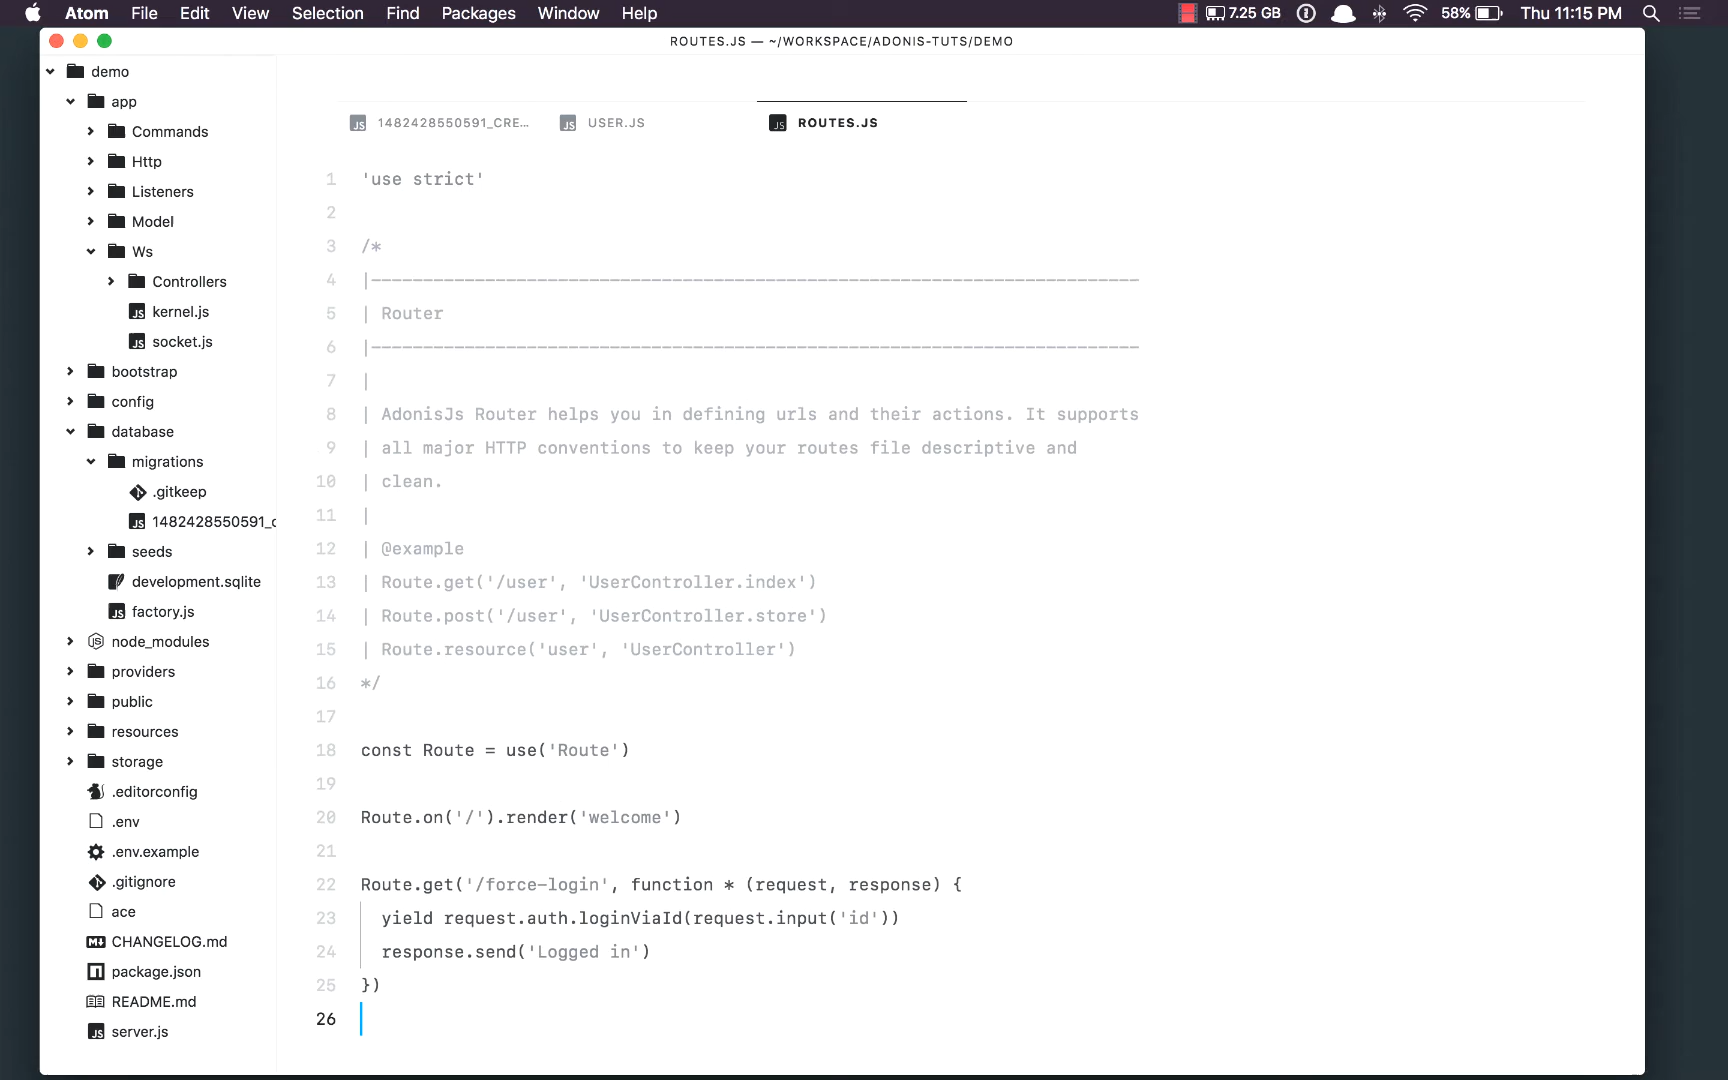 Atom File Edit View Selection Find Packages Window Help 7.25 GB 58% Thu 11:15 PM
ROUTES.JS — ~/WORKSPACE/ADONIS-TUTS/DEMO
demo
app
Commands
Http
Listeners
Model
Ws
Controllers
kernel.js
socket.js
bootstrap
config
database
migrations
.gitkeep
1482428550591_c
seeds
development.sqlite
factory.js
node_modules
providers
public
resources
storage
.editorconfig
.env
.env.example
.gitignore
ace
CHANGELOG.md
package.json
README.md
server.js
1482428550591_CRE… USER.JS ROUTES.JS
1 'use strict'
2
3 /*
4 |--------------------------------------------------------------------------
5 | Router
6 |--------------------------------------------------------------------------
7 |
8 | AdonisJs Router helps you in defining urls and their actions. It supports
9 | all major HTTP conventions to keep your routes file descriptive and
10 | clean.
11 |
12 | @example
13 | Route.get('/user', 'UserController.index')
14 | Route.post('/user', 'UserController.store')
15 | Route.resource('user', 'UserController')
16 */
17
18 const Route = use('Route')
19
20 Route.on('/').render('welcome')
21
22 Route.get('/force-login', function * (request, response) {
23 yield request.auth.loginViaId(request.input('id'))
24 response.send('Logged in')
25 })
26